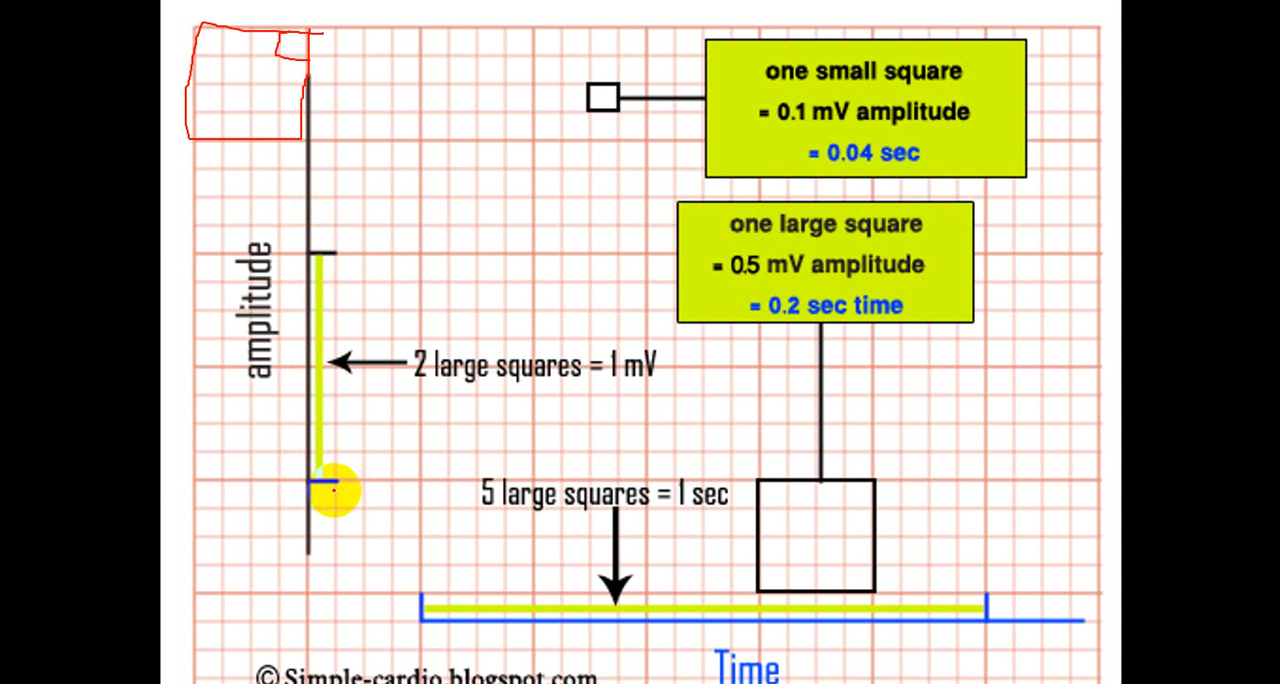 one small square
= 0.1 mV amplitude
= 0.04 sec
one large square
= 0.5 mV amplitude
= 0.2 sec time
amplitude
2 large squares = 1 mV
5 large squares = 1 sec
Time
© Simple-cardio.blogspot.com